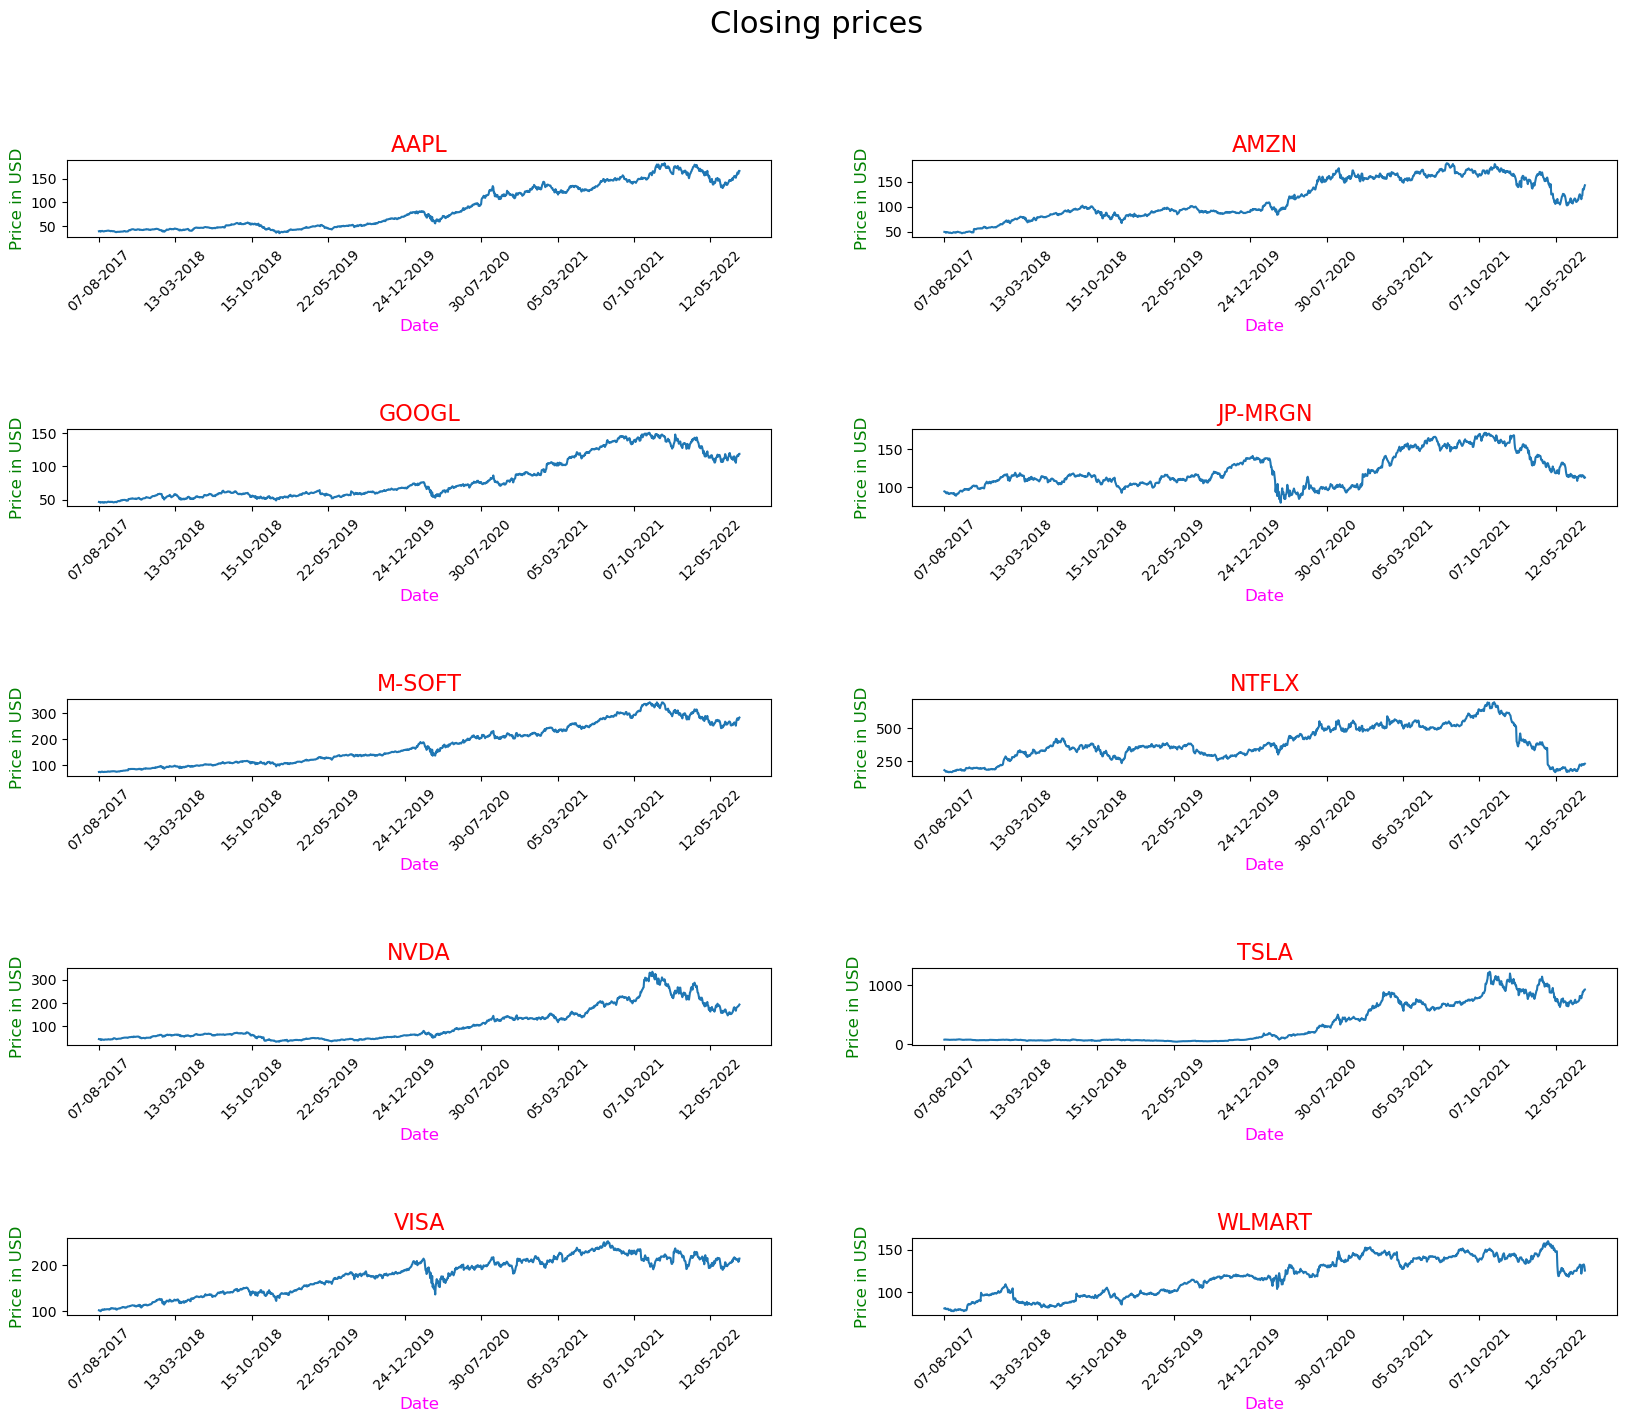 Closing prices
AAPL
Price in USD
150
100
50
07-08-2017 13-03-2018 15-10-2018 22-05-2019 24-12-2019 30-07-2020 05-03-2021 07-10-2021 12-05-2022
Date
AMZN
Price in USD
150
100
50
07-08-2017 13-03-2018 15-10-2018 22-05-2019 24-12-2019 30-07-2020 05-03-2021 07-10-2021 12-05-2022
Date
GOOGL
Price in USD
150
100
50
07-08-2017 13-03-2018 15-10-2018 22-05-2019 24-12-2019 30-07-2020 05-03-2021 07-10-2021 12-05-2022
Date
JP-MRGN
Price in USD
150
100
07-08-2017 13-03-2018 15-10-2018 22-05-2019 24-12-2019 30-07-2020 05-03-2021 07-10-2021 12-05-2022
Date
M-SOFT
Price in USD
300
200
100
07-08-2017 13-03-2018 15-10-2018 22-05-2019 24-12-2019 30-07-2020 05-03-2021 07-10-2021 12-05-2022
Date
NTFLX
Price in USD
500
250
07-08-2017 13-03-2018 15-10-2018 22-05-2019 24-12-2019 30-07-2020 05-03-2021 07-10-2021 12-05-2022
Date
NVDA
Price in USD
300
200
100
07-08-2017 13-03-2018 15-10-2018 22-05-2019 24-12-2019 30-07-2020 05-03-2021 07-10-2021 12-05-2022
Date
TSLA
Price in USD
1000
0
07-08-2017 13-03-2018 15-10-2018 22-05-2019 24-12-2019 30-07-2020 05-03-2021 07-10-2021 12-05-2022
Date
VISA
Price in USD
200
100
07-08-2017 13-03-2018 15-10-2018 22-05-2019 24-12-2019 30-07-2020 05-03-2021 07-10-2021 12-05-2022
Date
WLMART
Price in USD
150
100
07-08-2017 13-03-2018 15-10-2018 22-05-2019 24-12-2019 30-07-2020 05-03-2021 07-10-2021 12-05-2022
Date